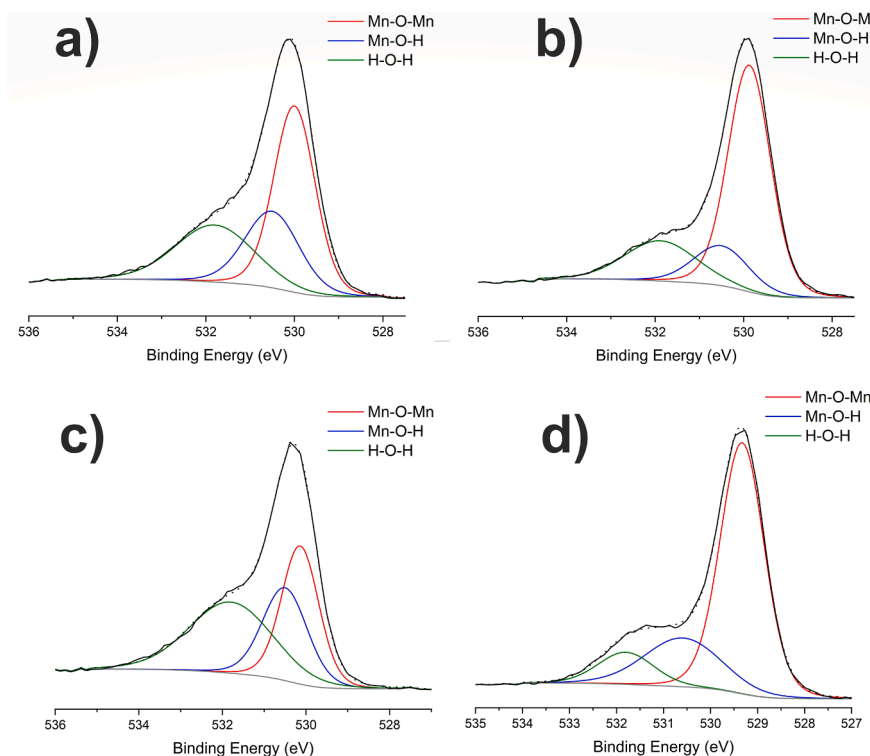 a)
Mn-O-Mn
Mn-O-H
H-O-H
536 534 532 530 528
Binding Energy (eV)
b)
Mn-O-M
Mn-O-H
H-O-H
536 534 532 530 528
Binding Energy (eV)
c)
Mn-O-Mn
Mn-O-H
H-O-H
536 534 532 530 528
Binding Energy (eV)
d)
Mn-O-Mn
Mn-O-H
H-O-H
535 534 533 532 531 530 529 528 527
Binding Energy (eV)